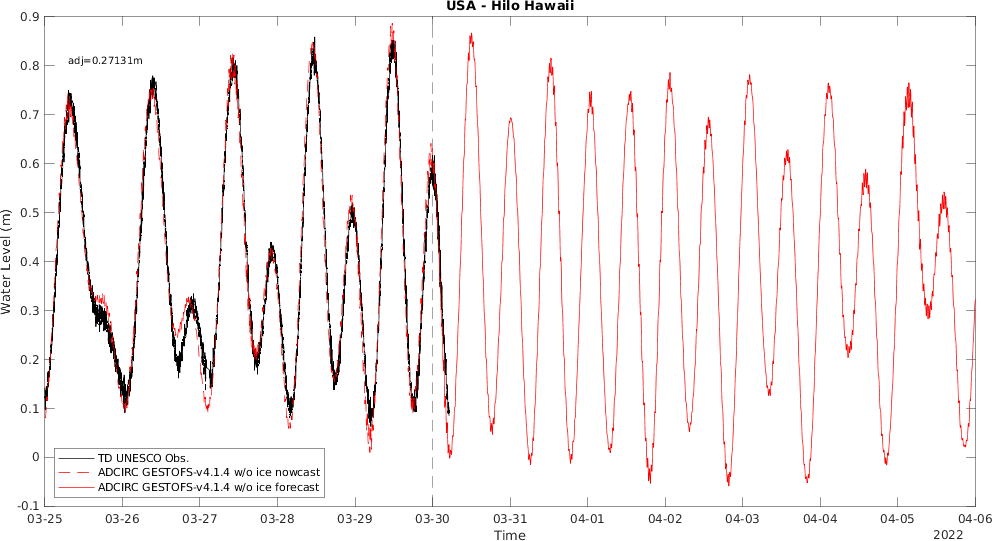 USA - Hilo Hawaii
adj=0.27131m
Water Level (m)
0.9
0.8
0.7
0.6
0.5
0.4
0.3
0.2
0.1
0
-0.1
TD UNESCO Obs.
ADCIRC GESTOFS-v4.1.4 w/o ice nowcast
ADCIRC GESTOFS-v4.1.4 w/o ice forecast
03-25 03-26 03-27 03-28 03-29 03-30 03-31 04-01 04-02 04-03 04-04 04-05 04-06
Time
2022